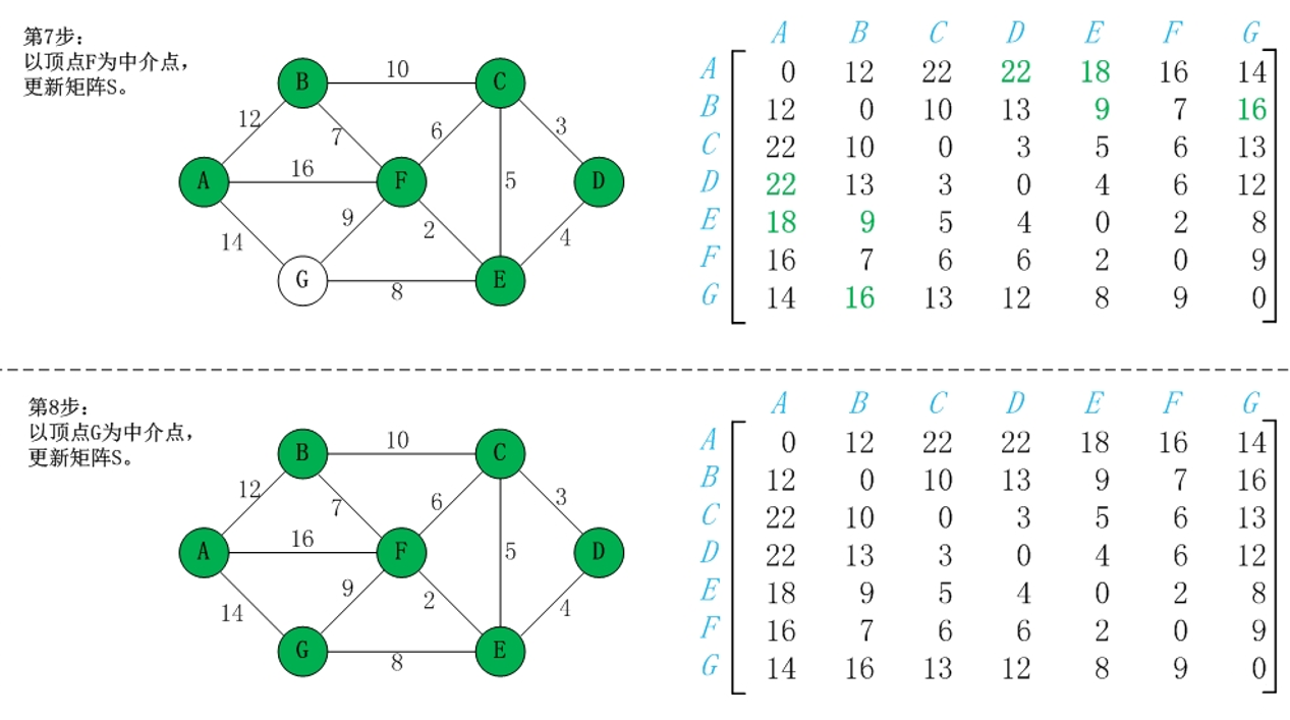 第7步:
以顶点F为中介点，
更新矩阵S。
B 10 C
12 7 6 3
A 16 F 5 D
14 9 2 4
G 8 E
A B C D E F G
A 0 12 22 22 18 16 14
B 12 0 10 13 9 7 16
C 22 10 0 3 5 6 13
D 22 13 3 0 4 6 12
E 18 9 5 4 0 2 8
F 16 7 6 6 2 0 9
G 14 16 13 12 8 9 0
第8步:
以顶点G为中介点，
更新矩阵S。
B 10 C
12 7 6 3
A 16 F 5 D
14 9 2 4
G 8 E
A B C D E F G
A 0 12 22 22 18 16 14
B 12 0 10 13 9 7 16
C 22 10 0 3 5 6 13
D 22 13 3 0 4 6 12
E 18 9 5 4 0 2 8
F 16 7 6 6 2 0 9
G 14 16 13 12 8 9 0